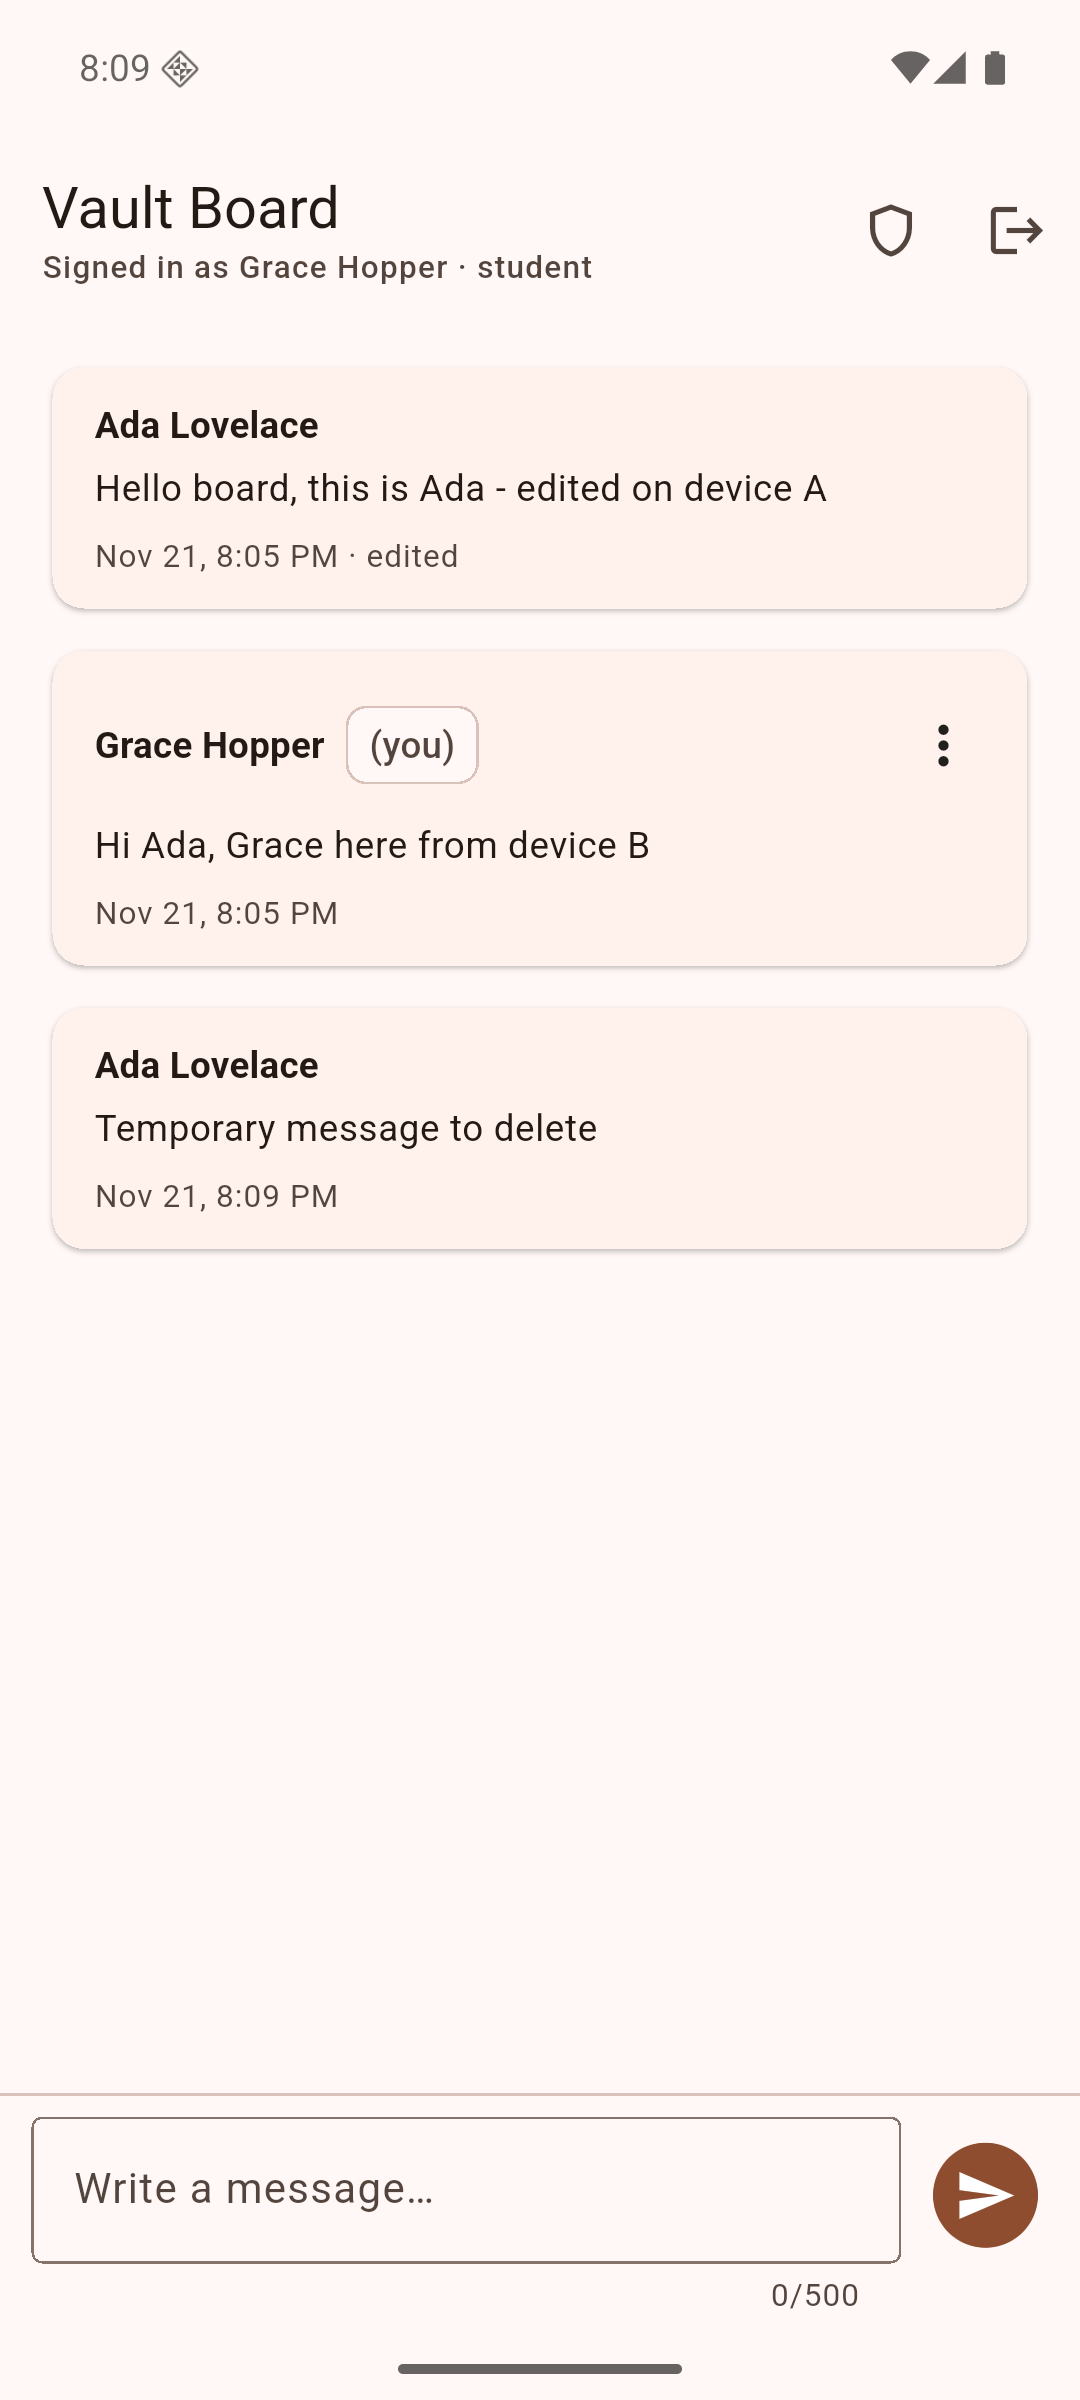 8:09
Vault Board
Signed in as Grace Hopper · student
Ada Lovelace
Hello board, this is Ada - edited on device A
Nov 21, 8:05 PM · edited
Grace Hopper (you)
Hi Ada, Grace here from device B
Nov 21, 8:05 PM
Ada Lovelace
Temporary message to delete
Nov 21, 8:09 PM
Write a message…
0/500